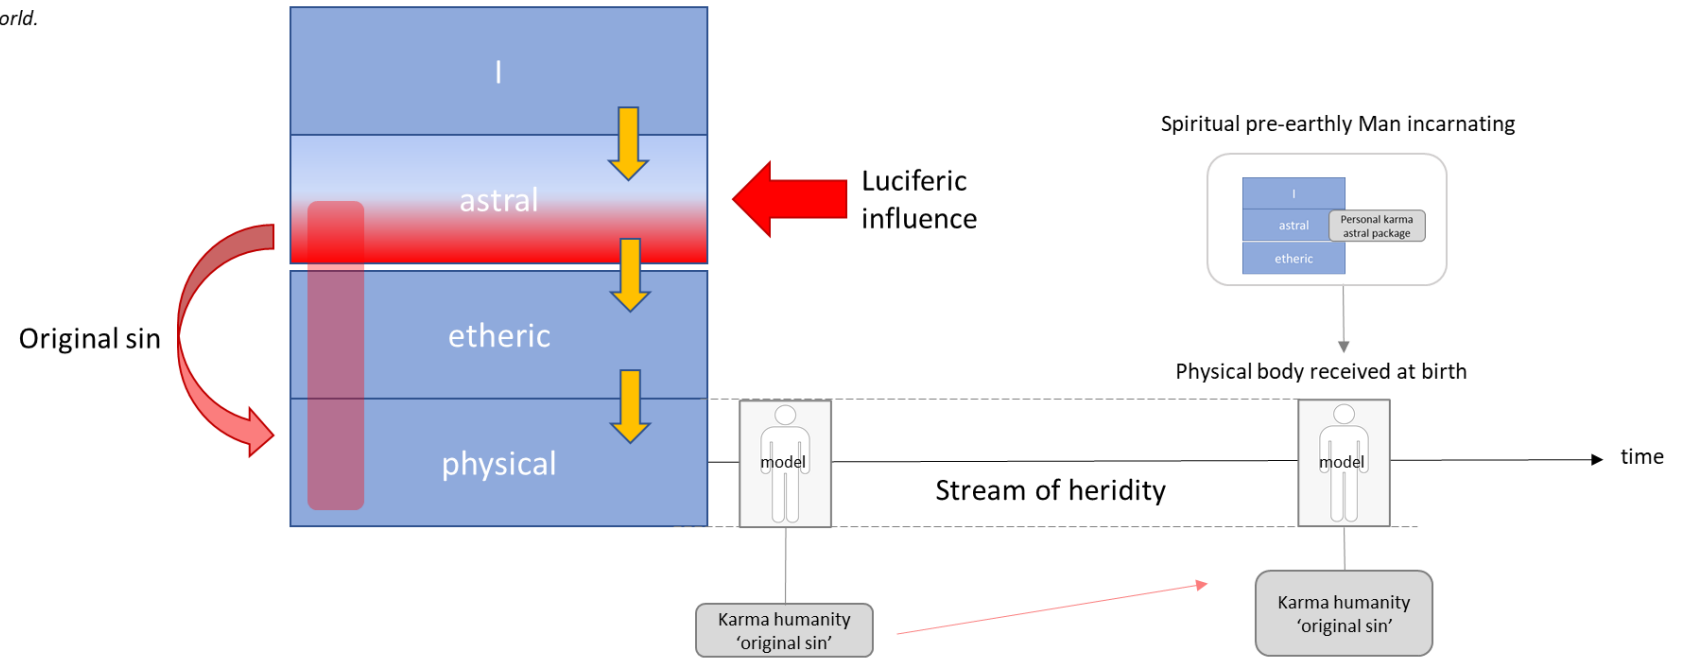 orld.
I
astral
etheric
physical
Original sin
Luciferic
influence
Spiritual pre-earthly Man incarnating
I
astral
etheric
Personal karma
astral package
Physical body received at birth
model
Stream of heridity
model
time
Karma humanity
‘original sin’
Karma humanity
‘original sin’